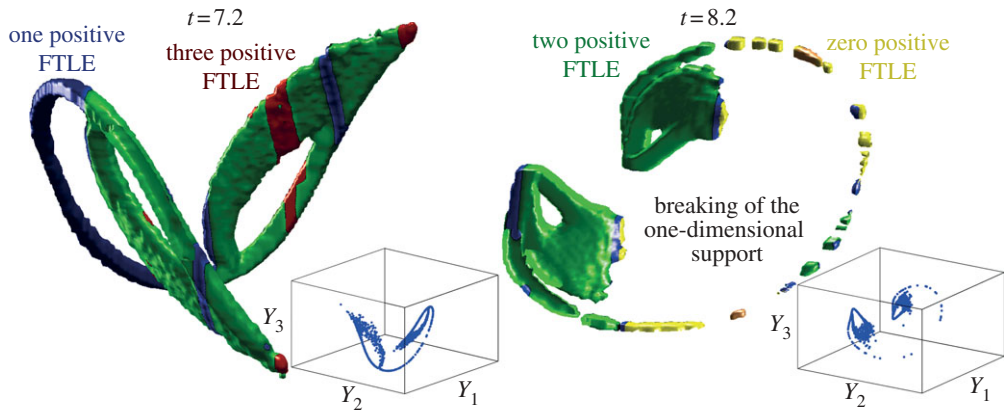 t = 7.2
one positive
FTLE
three positive
FTLE
Y3
Y2
Y1
t = 8.2
two positive
FTLE
zero positive
FTLE
breaking of the
one-dimensional
support
Y3
Y2
Y1